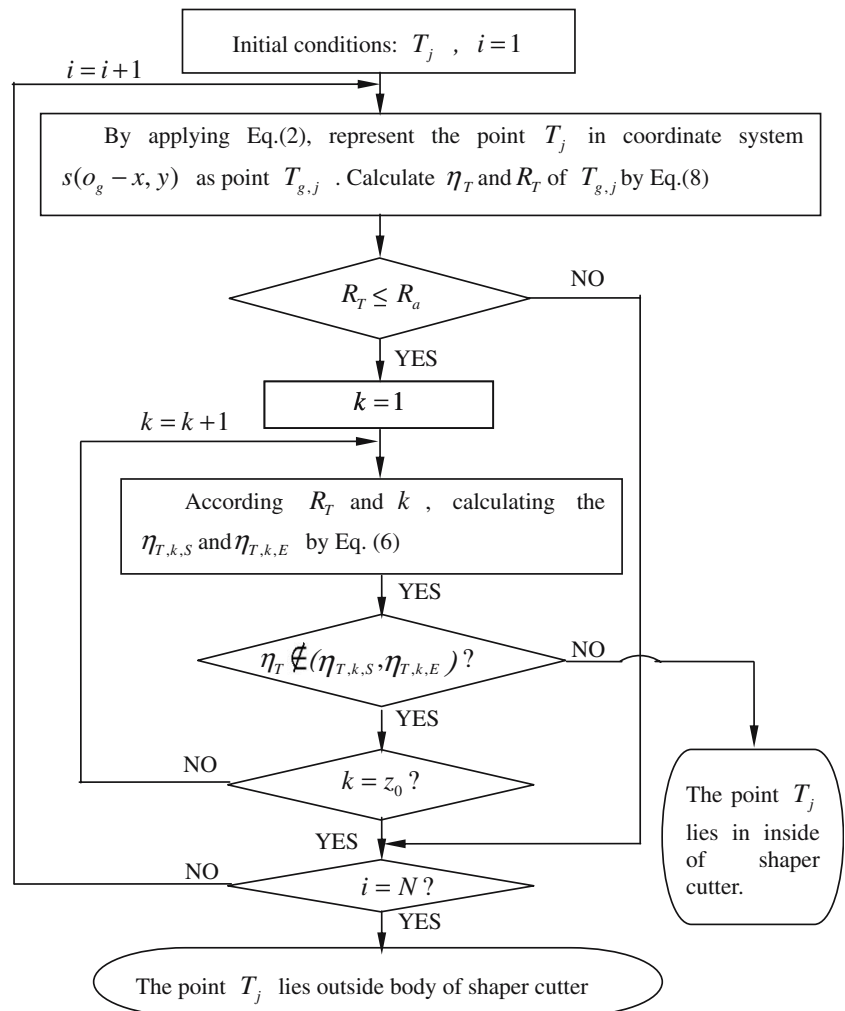 Initial conditions: T_j , i = 1
i = i+1
By applying Eq.(2), represent the point T_j in coordinate system
s(o_g − x, y) as point T_{g,j} . Calculate η_T and R_T of T_{g,j} by Eq.(8)
R_T ≤ R_a
NO
YES
k = 1
k = k+1
According R_T and k , calculating the
η_{T,k,S} and η_{T,k,E} by Eq. (6)
YES
η_T ∉ (η_{T,k,S}, η_{T,k,E}) ?
NO
YES
NO
k = z_0 ?
The point T_j
lies in inside
of shaper
cutter.
YES
NO
i = N ?
YES
The point T_j lies outside body of shaper cutter